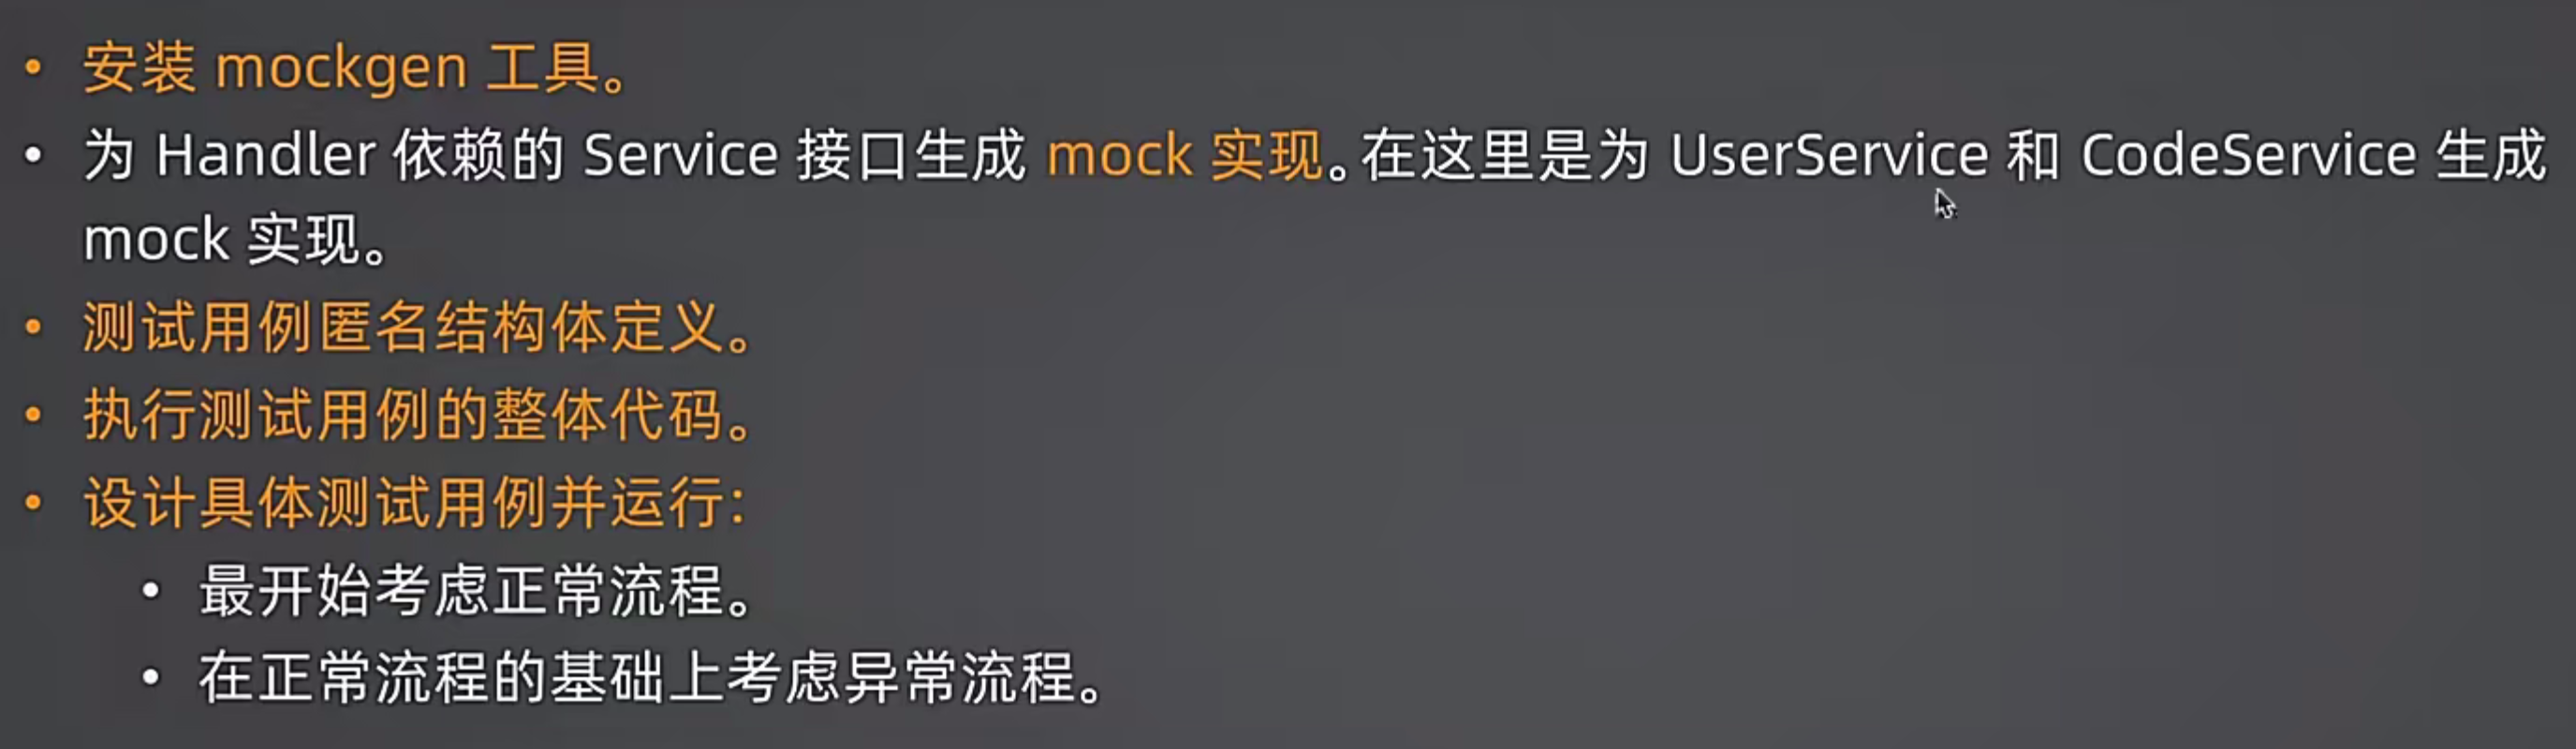 • 安装 mockgen 工具。
• 为 Handler 依赖的 Service 接口生成 mock 实现。在这里是为 UserService 和 CodeService 生成
mock 实现。
• 测试用例匿名结构体定义。
• 执行测试用例的整体代码。
• 设计具体测试用例并运行：
• 最开始考虑正常流程。
• 在正常流程的基础上考虑异常流程。